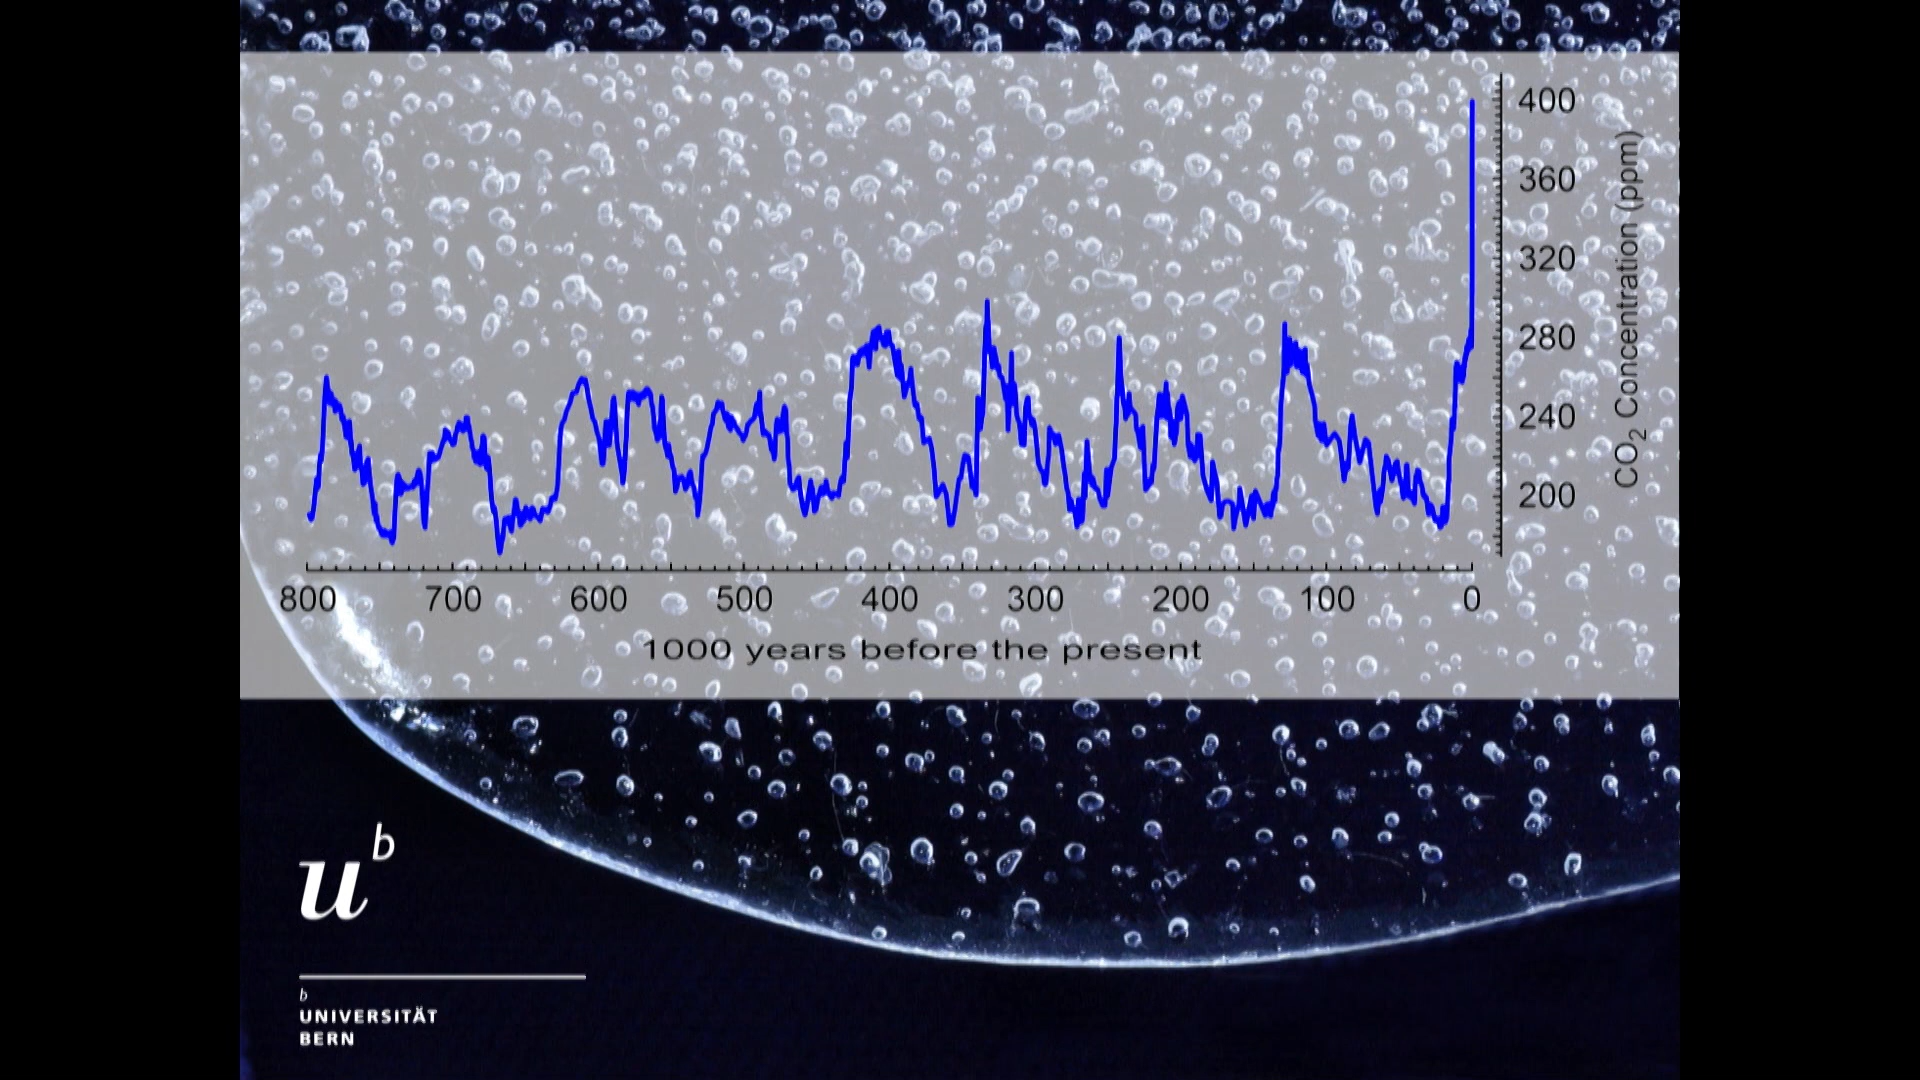 400
360
320
280
240
200
CO2 Concentration (ppm)
800 700 600 500 400 300 200 100 0
1000 years before the present
u b
b
UNIVERSITÄT
BERN